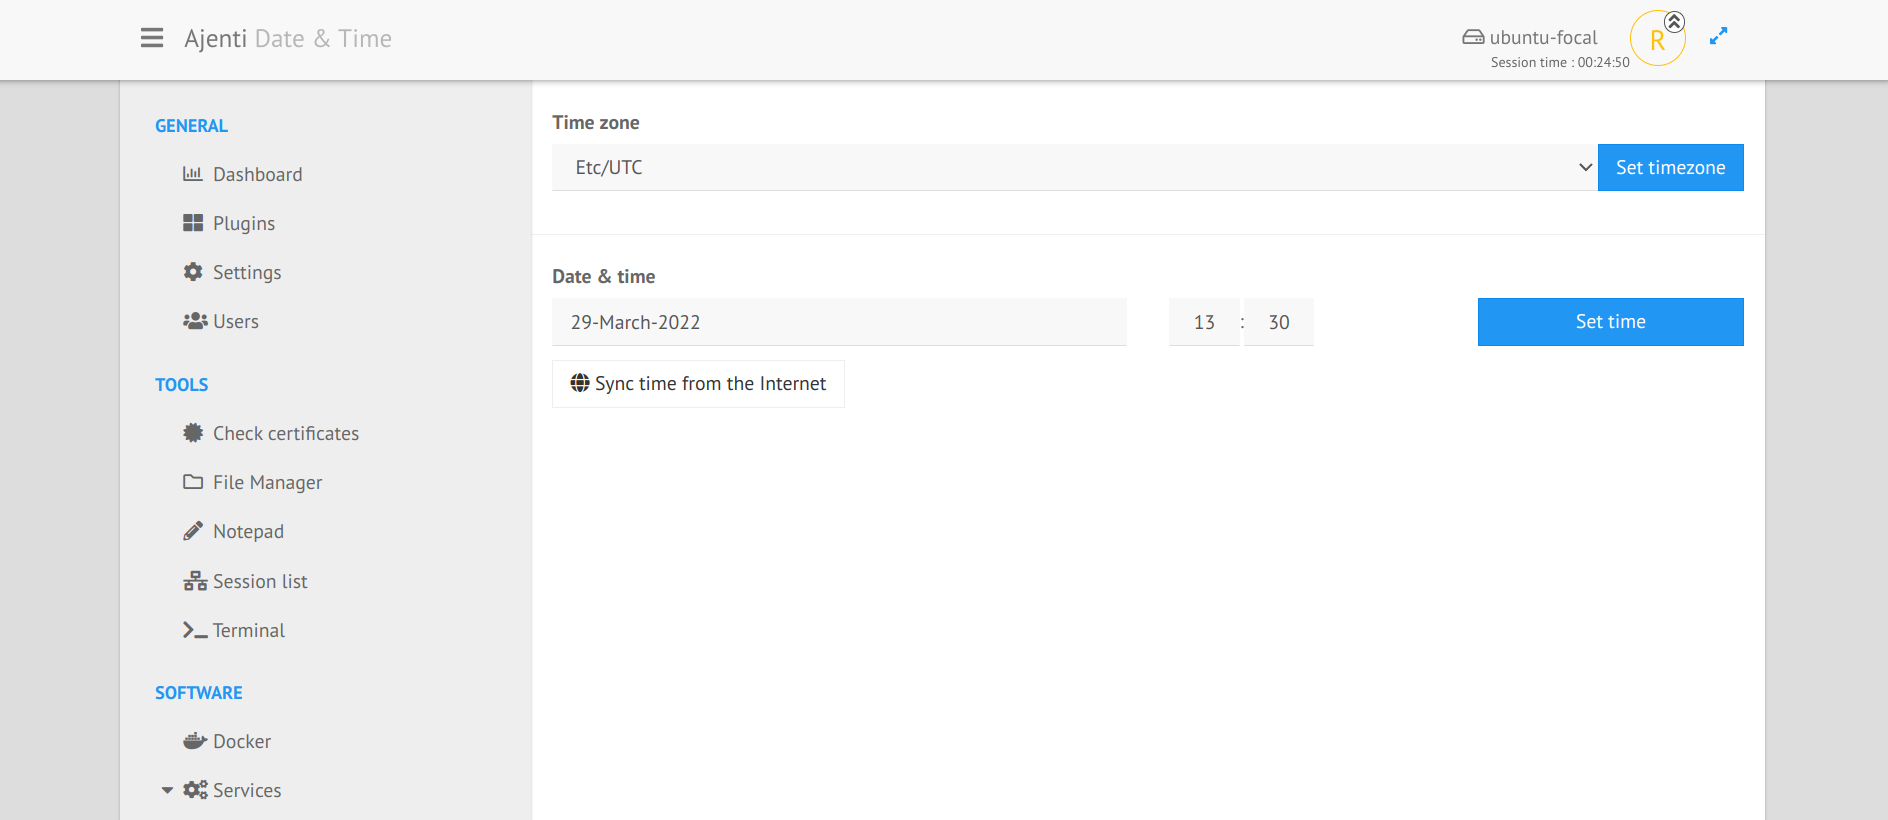 Ajenti Date & Time
ubuntu-focal
Session time : 00:24:50
R
GENERAL
Dashboard
Plugins
Settings
Users
TOOLS
Check certificates
File Manager
Notepad
Session list
Terminal
SOFTWARE
Docker
Services
Time zone
Etc/UTC
Set timezone
Date & time
29-March-2022
13 : 30
Set time
Sync time from the Internet